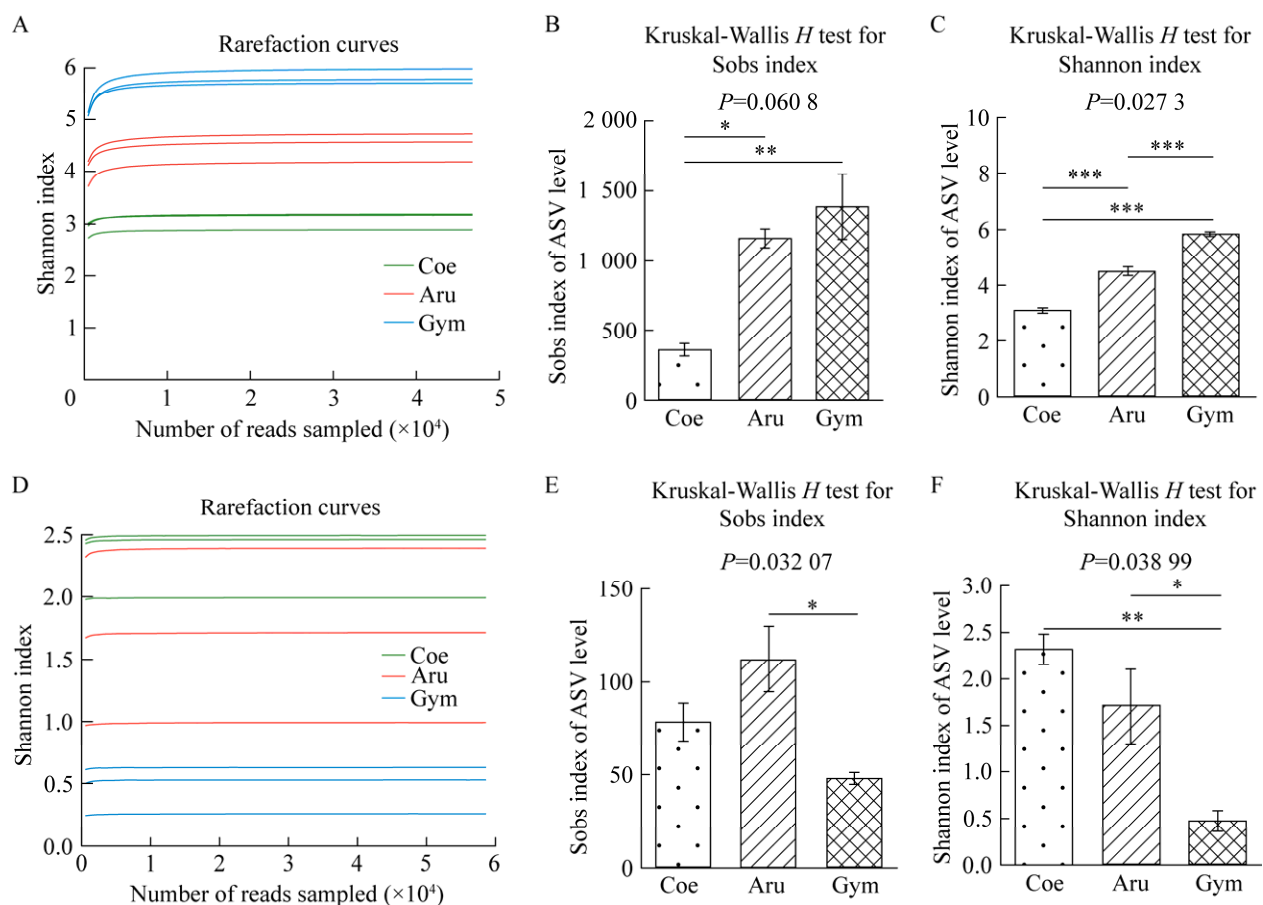 A
Rarefaction curves
Shannon index
6
5
4
3
2
1
0
1
2
3
4
5
Coe
Aru
Gym
Number of reads sampled (×10⁴)
B
Kruskal-Wallis H test for
Sobs index
P=0.060 8
Sobs index of ASV level
2 000
1 500
1 000
500
0
*
**
Coe
Aru
Gym
C
Kruskal-Wallis H test for
Shannon index
P=0.027 3
Shannon index of ASV level
10
8
6
4
2
0
***
***
***
Coe
Aru
Gym
D
Rarefaction curves
Shannon index
2.5
2.0
1.5
1.0
0.5
0.0
0
1
2
3
4
5
6
Coe
Aru
Gym
Number of reads sampled (×10⁴)
E
Kruskal-Wallis H test for
Sobs index
P=0.032 07
Sobs index of ASV level
150
100
50
0
*
Coe
Aru
Gym
F
Kruskal-Wallis H test for
Shannon index
P=0.038 99
Shannon index of ASV level
3.0
2.5
2.0
1.5
1.0
0.5
0.0
*
**
Coe
Aru
Gym